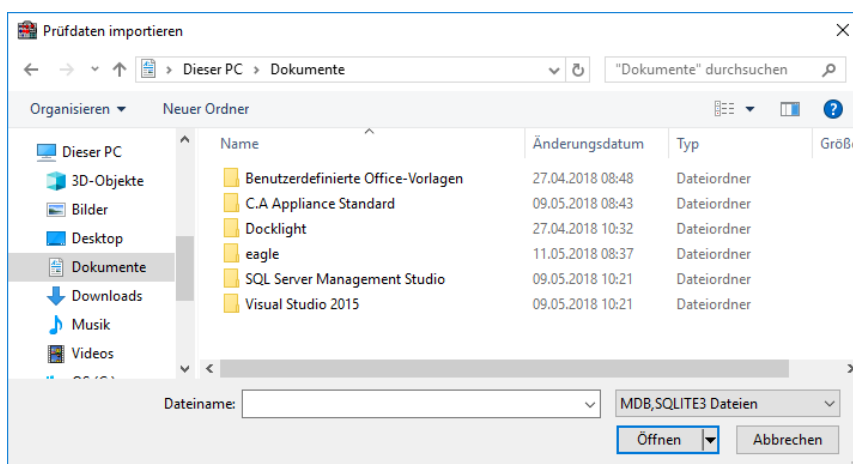 Prüfdaten importieren
Dieser PC > Dokumente "Dokumente" durchsuchen
Organisieren Neuer Ordner
Dieser PC
3D-Objekte
Bilder
Desktop
Dokumente
Downloads
Musik
Videos
Name Änderungsdatum Typ Größ
Benutzerdefinierte Office-Vorlagen 27.04.2018 08:48 Dateiordner
C.A Appliance Standard 09.05.2018 08:43 Dateiordner
Docklight 27.04.2018 10:32 Dateiordner
eagle 11.05.2018 08:37 Dateiordner
SQL Server Management Studio 09.05.2018 10:21 Dateiordner
Visual Studio 2015 09.05.2018 10:21 Dateiordner
Dateiname: MDB,SQLITE3 Dateien
Öffnen Abbrechen